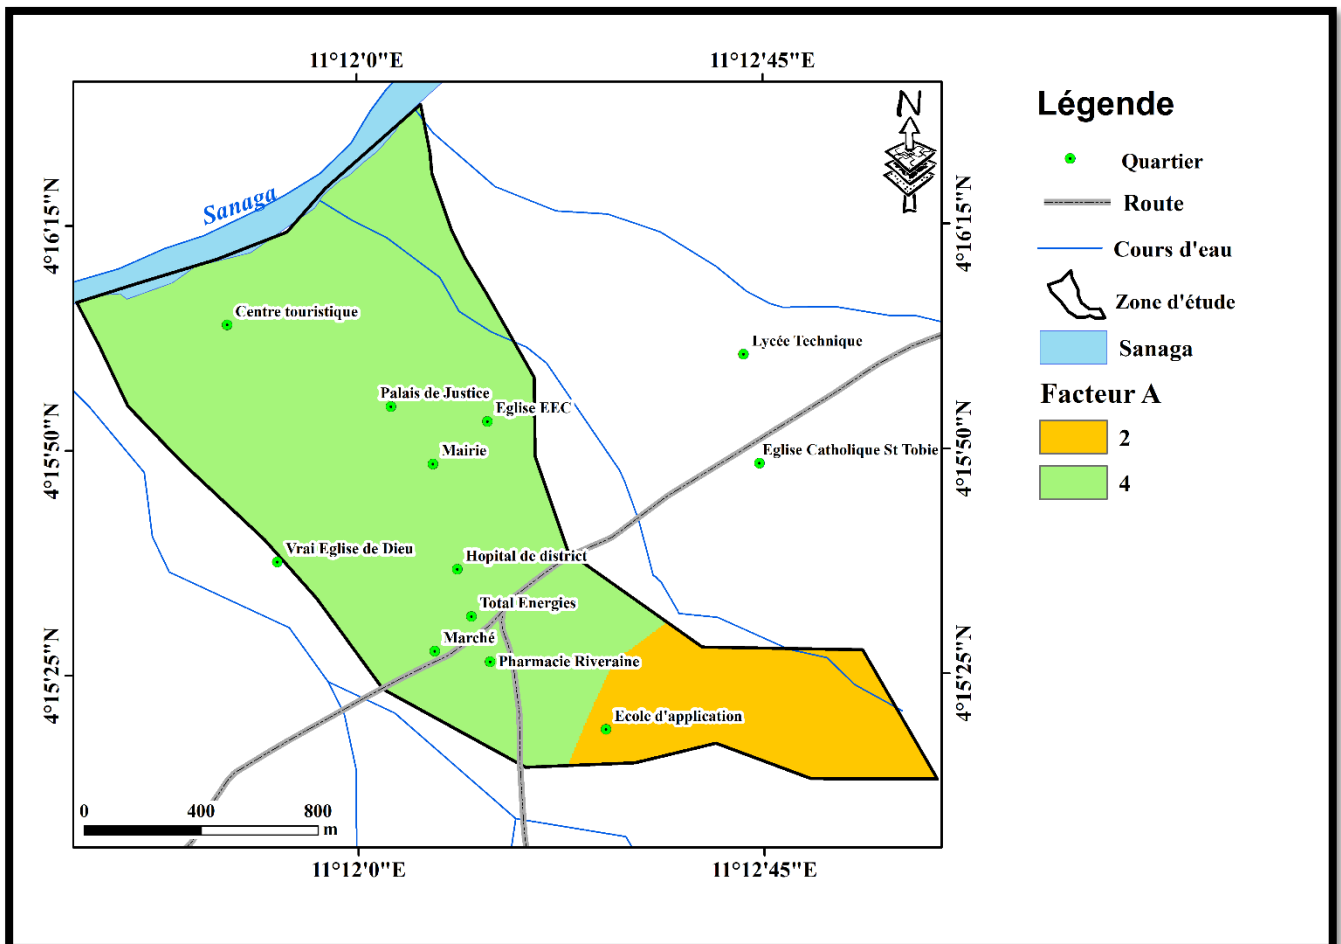 11°12'0"E
11°12'45"E
N
Légende
Quartier
Route
Cours d'eau
Zone d'étude
Sanaga
Facteur A
2
4
4°16'15"N
4°16'15"N
Sanaga
Centre touristique
Lycée Technique
Palais de Justice
Eglise EEC
Mairie
Eglise Catholique St Tobie
4°15'50"N
4°15'50"N
Vrai Eglise de Dieu
Hopital de district
Total Energies
Marché
Pharmacie Riveraine
4°15'25"N
4°15'25"N
Ecole d'application
0 400 800
m
11°12'0"E
11°12'45"E